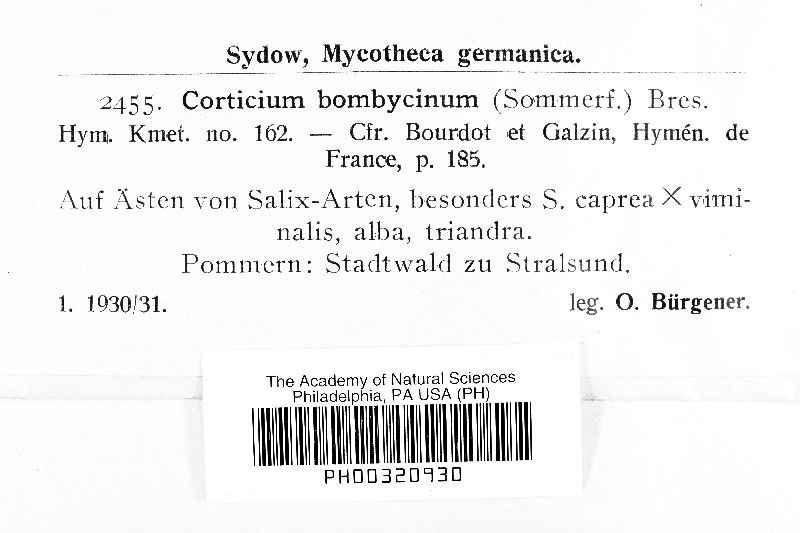 Sydow, Mycotheca germanica.
2455. Corticium bombycinum (Sommerf.) Bres.
Hym. Kmet. no. 162. — Cfr. Bourdot et Galzin, Hymén. de
France, p. 185.
Auf Ästen von Salix-Arten, besonders S. caprea × vimi-
nalis, alba, triandra.
Pommern: Stadtwald zu Stralsund.
1. 1930/31. leg. O. Bürgener.
The Academy of Natural Sciences
Philadelphia, PA USA (PH)
PH00320930